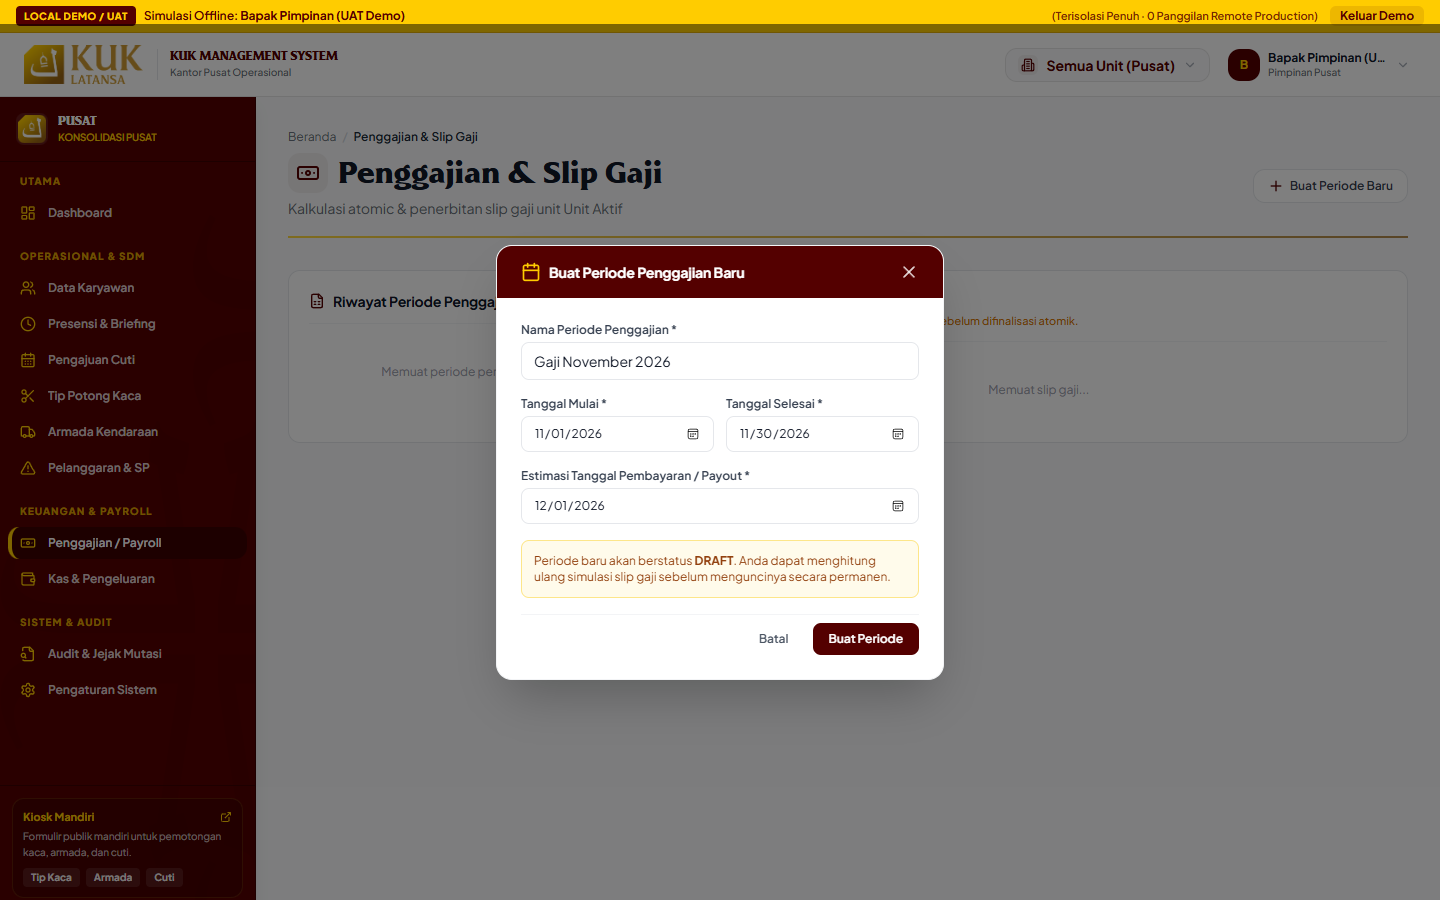 LOCAL DEMO / UAT Simulasi Offline: Bapak Pimpinan (UAT Demo) (Terisolasi Penuh · 0 Panggilan Remote Production) Keluar Demo
KUK
LATANSA
KUK MANAGEMENT SYSTEM
Kantor Pusat Operasional
Semua Unit (Pusat)
B
Bapak Pimpinan (U...
Pimpinan Pusat
PUSAT
KONSOLIDASI PUSAT
UTAMA
Dashboard
OPERASIONAL & SDM
Data Karyawan
Presensi & Briefing
Pengajuan Cuti
Tip Potong Kaca
Armada Kendaraan
Pelanggaran & SP
KEUANGAN & PAYROLL
Penggajian / Payroll
Kas & Pengeluaran
SISTEM & AUDIT
Audit & Jejak Mutasi
Pengaturan Sistem
Kiosk Mandiri
Formulir publik mandiri untuk pemotongan
kaca, armada, dan cuti.
Tip Kaca Armada Cuti
Beranda / Penggajian & Slip Gaji
Penggajian & Slip Gaji
Kalkulasi atomic & penerbitan slip gaji unit Unit Aktif
Buat Periode Baru
Riwayat Periode Pengga
Memuat periode pe
ebelum difinalisasi atomik.
Memuat slip gaji...
Buat Periode Penggajian Baru
Nama Periode Penggajian *
Gaji November 2026
Tanggal Mulai * Tanggal Selesai *
11/01/2026 11/30/2026
Estimasi Tanggal Pembayaran / Payout *
12/01/2026
Periode baru akan berstatus DRAFT. Anda dapat menghitung
ulang simulasi slip gaji sebelum menguncinya secara permanen.
Batal Buat Periode